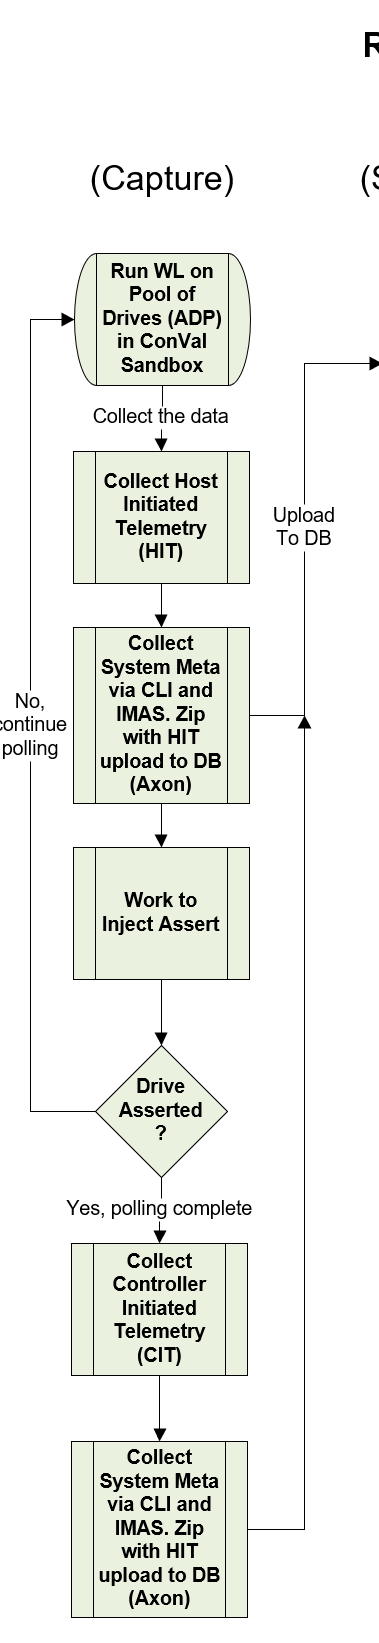 R
(Capture)
(S
Run WL on
Pool of
Drives (ADP)
in ConVal
Sandbox
Collect the data
Collect Host
Initiated
Telemetry
(HIT)
Upload
To DB
Collect
System Meta
via CLI and
IMAS. Zip
with HIT
upload to DB
(Axon)
No,
continue
polling
Work to
Inject Assert
Drive
Asserted
?
Yes, polling complete
Collect
Controller
Initiated
Telemetry
(CIT)
Collect
System Meta
via CLI and
IMAS. Zip
with HIT
upload to DB
(Axon)